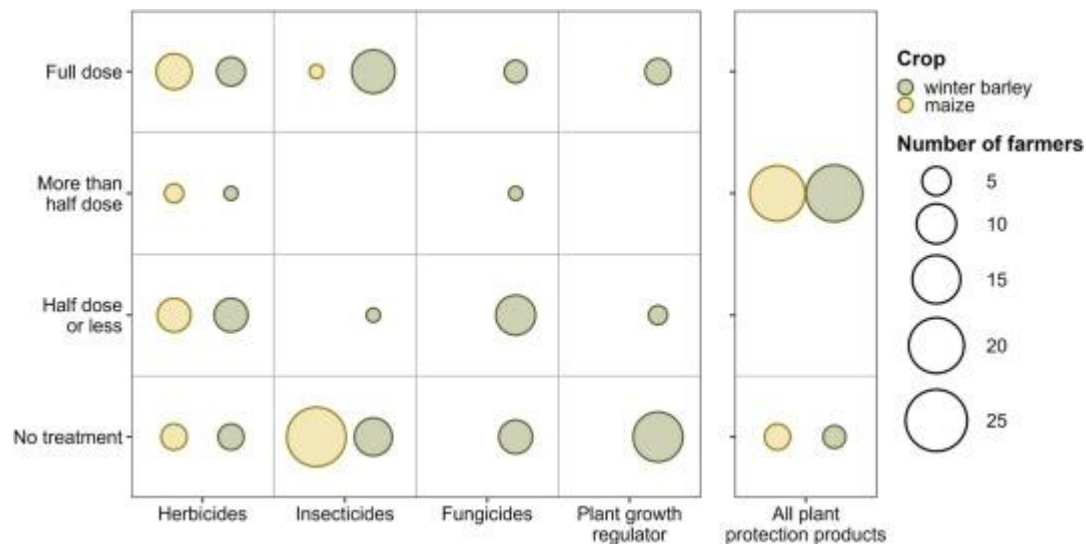 Full dose
More than
half dose
Half dose
or less
No treatment
Herbicides
Insecticides
Fungicides
Plant growth
regulator
All plant
protection products
Crop
winter barley
maize
Number of farmers
5
10
15
20
25